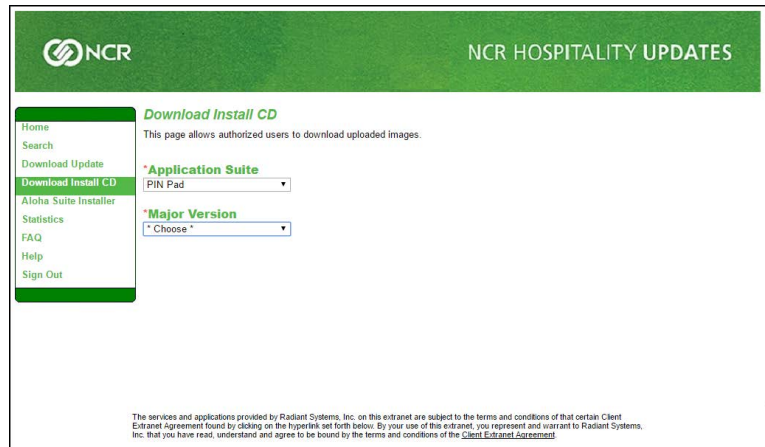 NCR
NCR HOSPITALITY UPDATES
Home
Search
Download Update
Download Install CD
Aloha Suite Installer
Statistics
FAQ
Help
Sign Out
Download Install CD
This page allows authorized users to download uploaded images.
*Application Suite
PIN Pad
*Major Version
* Choose *
The services and applications provided by Radiant Systems, Inc. on this extranet are subject to the terms and conditions of that certain Client
Extranet Agreement found by clicking on the hyperlink set forth below. By your use of this extranet, you represent and warrant to Radiant Systems,
Inc. that you have read, understand and agree to be bound by the terms and conditions of the Client Extranet Agreement.